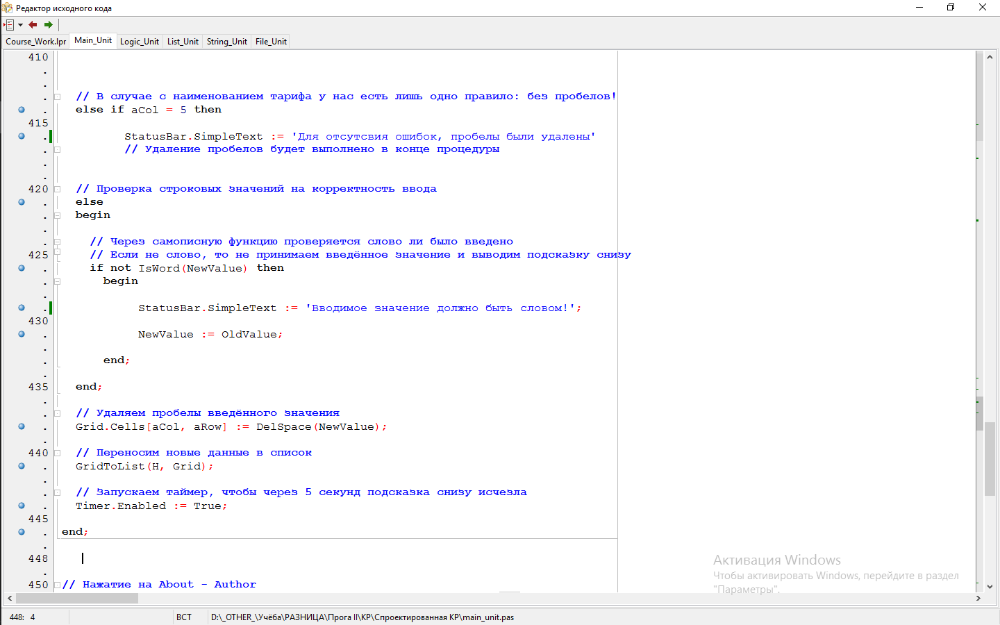 Редактор исходного кода
Course_Work.lpr Main_Unit Logic_Unit List_Unit String_Unit File_Unit
410
// В случае с наименованием тарифа у нас есть лишь одно правило: без пробелов!
else if aCol = 5 then
415
StatusBar.SimpleText := 'Для отсутсвия ошибок, пробелы были удалены'
// Удаление пробелов будет выполнено в конце процедуры
420 // Проверка строковых значений на корректность ввода
else
begin
// Через самописную функцию проверяется слово ли было введено
425 // Если не слово, то не принимаем введённое значение и выводим подсказку снизу
if not IsWord(NewValue) then
begin
StatusBar.SimpleText := 'Вводимое значение должно быть словом!';
430
NewValue := OldValue;
end;
435 end;
// Удаляем пробелы введённого значения
Grid.Cells[aCol, aRow] := DelSpace(NewValue);
440 // Переносим новые данные в список
GridToList(H, Grid);
// Запускаем таймер, чтобы через 5 секунд подсказка снизу исчезла
Timer.Enabled := True;
445
end;
448
450 // Нажатие на About - Author
Активация Windows
Чтобы активировать Windows, перейдите в раздел
"Параметры".
448: 4 ВСТ D:\_OTHER_\Учёба\РАЗНИЦА\Прога II\КР\Спроектированная КР\main_unit.pas